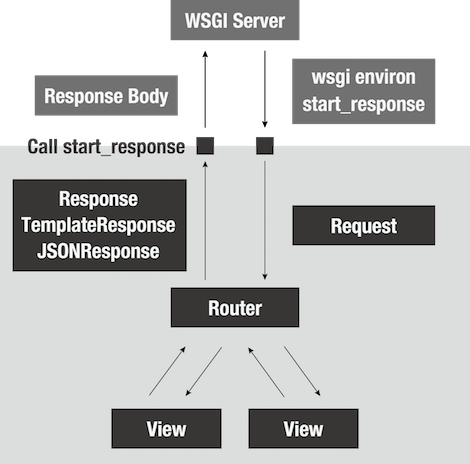 WSGI Server
Response Body
wsgi environ
start_response
Call start_response
Response
TemplateResponse
JSONResponse
Request
Router
View
View